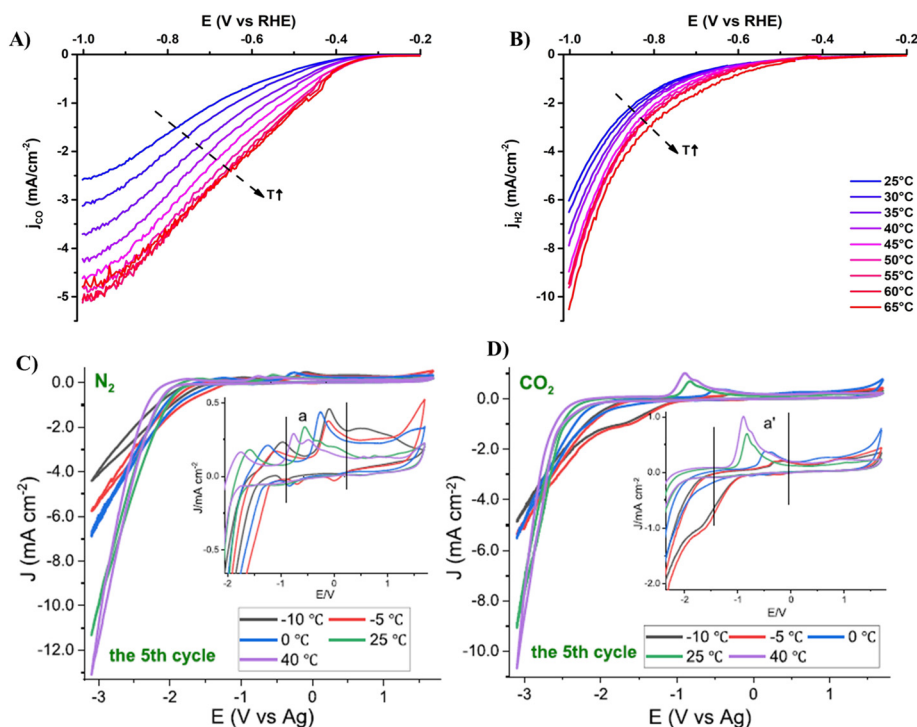 A)
E (V vs RHE)
-1.0 -0.8 -0.6 -0.4 -0.2
0
-1
-2
-3
-4
-5
jCO (mA/cm-2)
T↑
B)
E (V vs RHE)
-1.0 -0.8 -0.6 -0.4 -0.2
0
-2
-4
-6
-8
-10
jH2 (mA/cm-2)
T↑
25°C
30°C
35°C
40°C
45°C
50°C
55°C
60°C
65°C
C)
N2
0.0
-2.0
-4.0
-6.0
-8.0
-10.0
-12.0
J (mA cm-2)
a
0.5
0.0
-0.5
J/mA cm-2
-2 -1 0 1
E/V
-10 °C -5 °C
0 °C 25 °C
40 °C
the 5th cycle
-3 -2 -1 0 1
E (V vs Ag)
D)
CO2
2.0
0.0
-2.0
-4.0
-6.0
-8.0
-10.0
J (mA cm-2)
a'
1.0
0.0
-1.0
-2.0
J/mA cm-2
-2 -1 0 1
E/V
-10 °C -5 °C 0 °C
25 °C 40 °C
the 5th cycle
-3 -2 -1 0 1
E (V vs Ag)